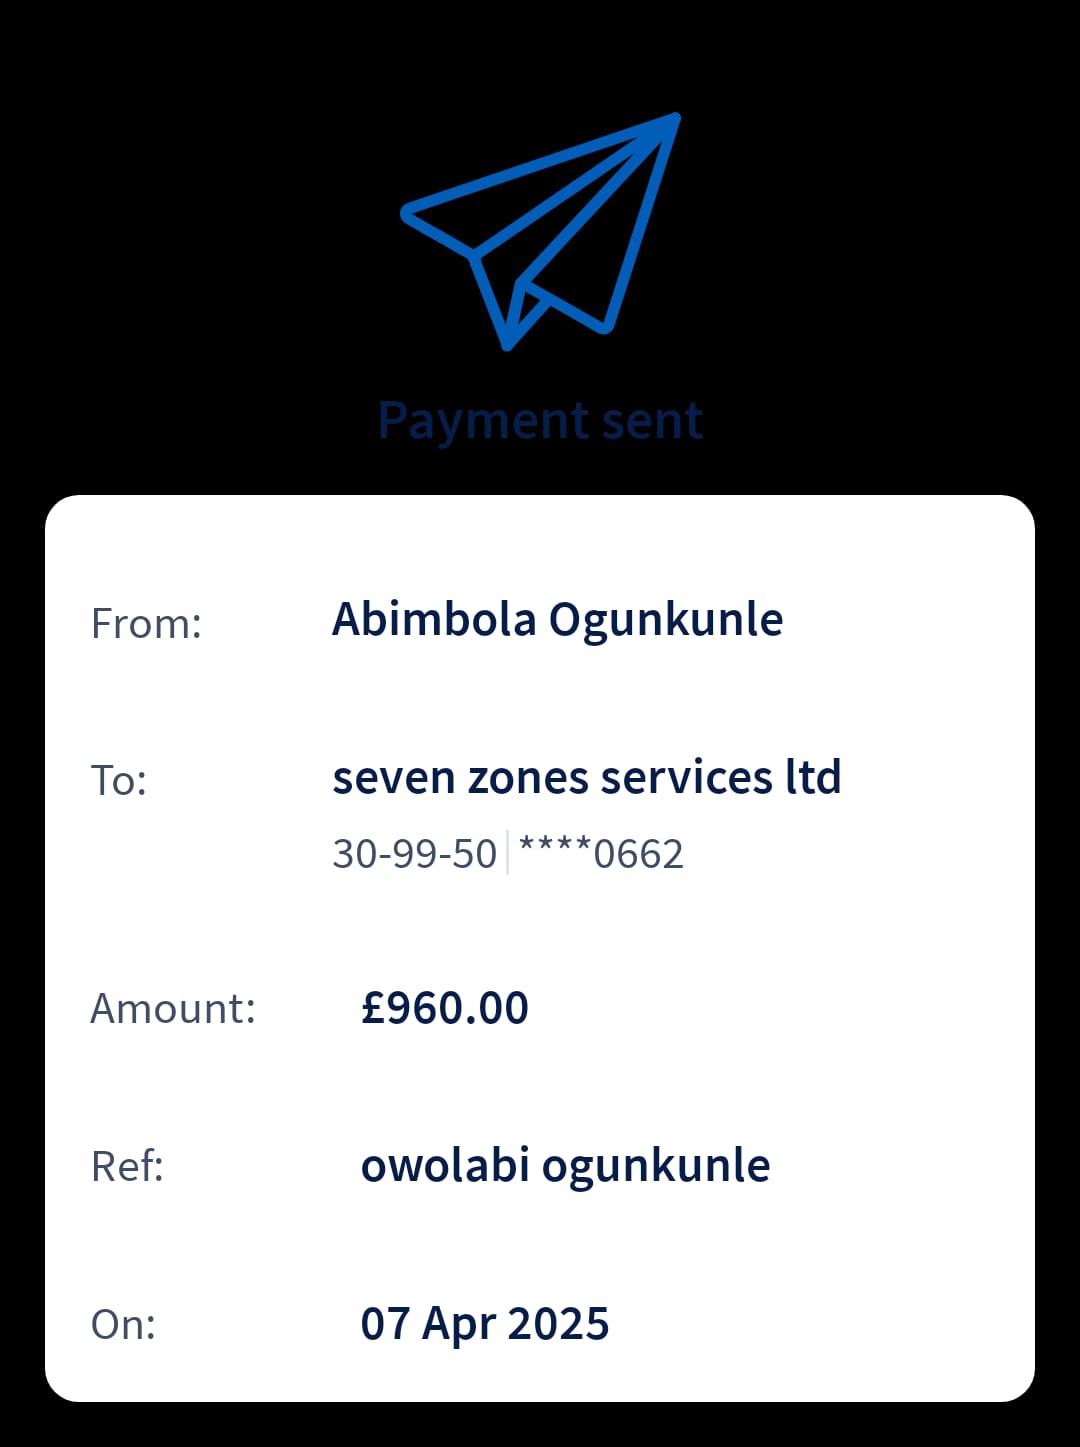 Payment sent
From: Abimbola Ogunkunle
To: seven zones services ltd
30-99-50 ****0662
Amount: £960.00
Ref: owolabi ogunkunle
On: 07 Apr 2025